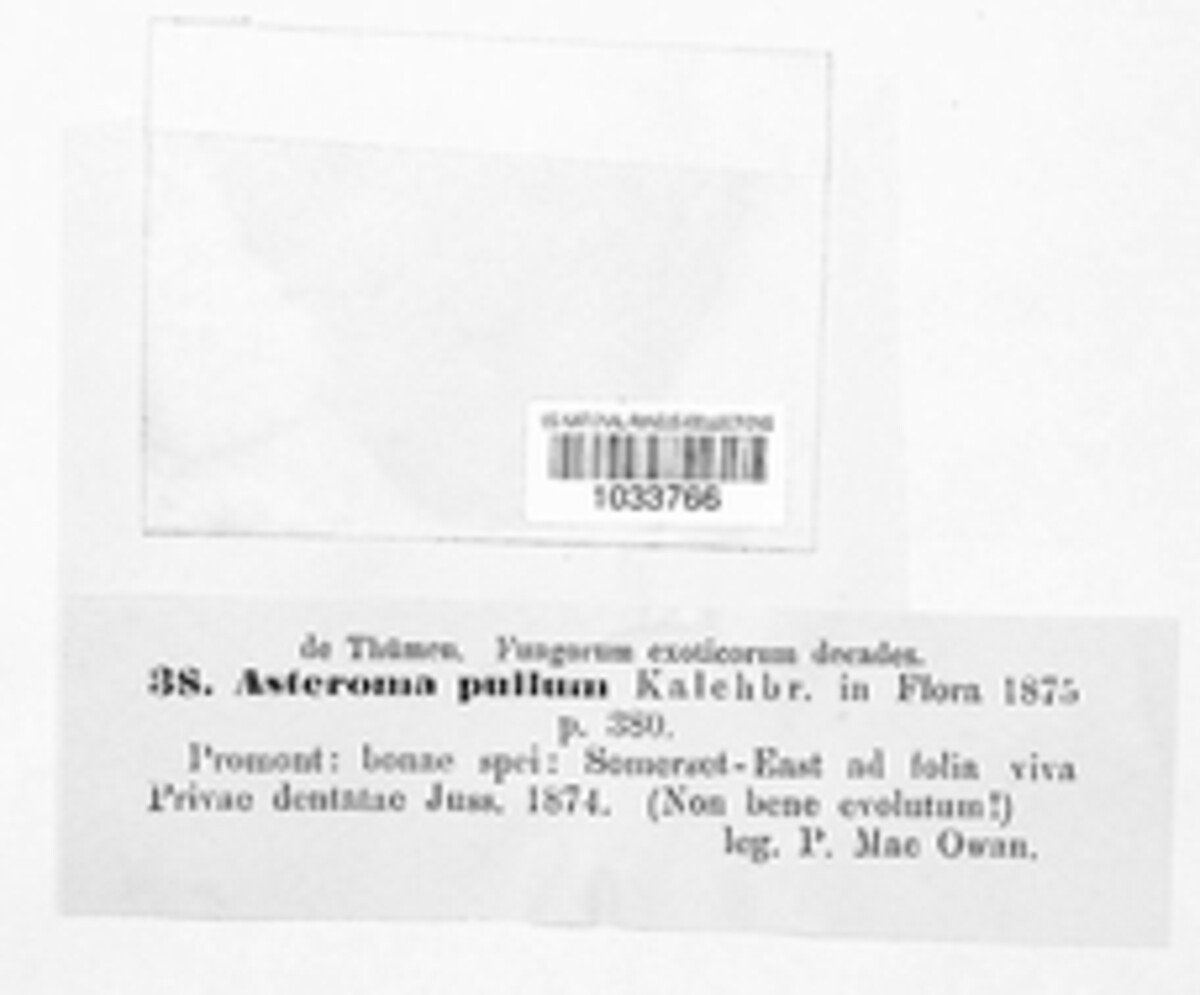 US NATIONAL FUNGUS COLLECTIONS
1033766
de Thümen, Fungorum exoticorum decades.
38. Asteroma pullum Kalchbr. in Flora 1875
p. 380.
Promont: bonae spei: Somerset-East ad folia viva
Privae dentatae Juss. 1874. (Non bene evolutum!)
leg. P. Mac Owan.